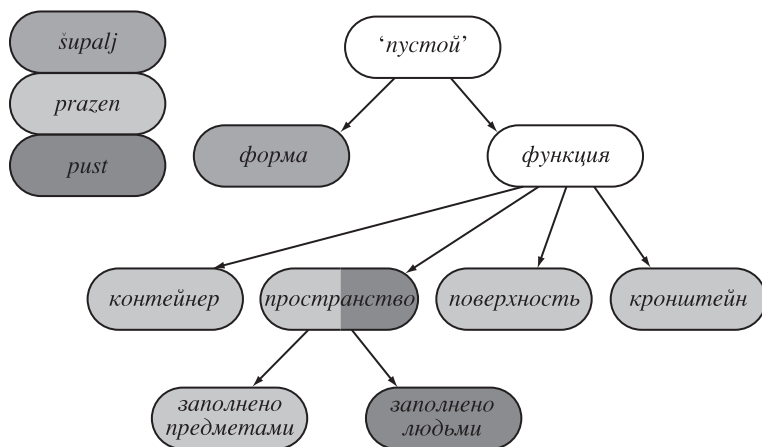 šupalj
prazen
pust
‘пустой’
форма
функция
контейнер
пространство
поверхность
кронштейн
заполнено
предметами
заполнено
людьми